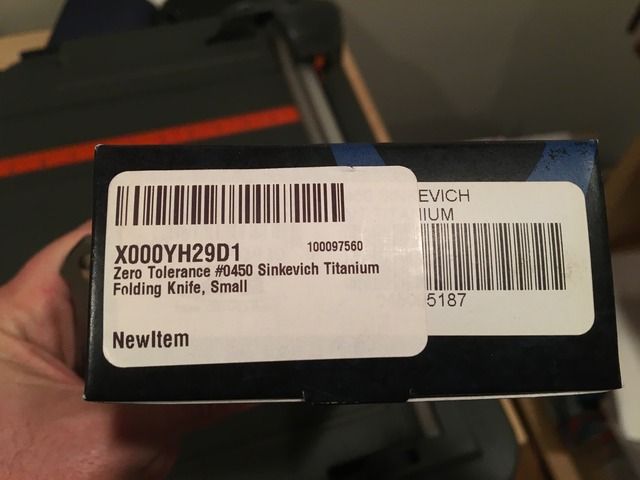 X000YH29D1
100097560
Zero Tolerance #0450 Sinkevich Titanium
Folding Knife, Small
NewItem
EVICH
IUM
5187